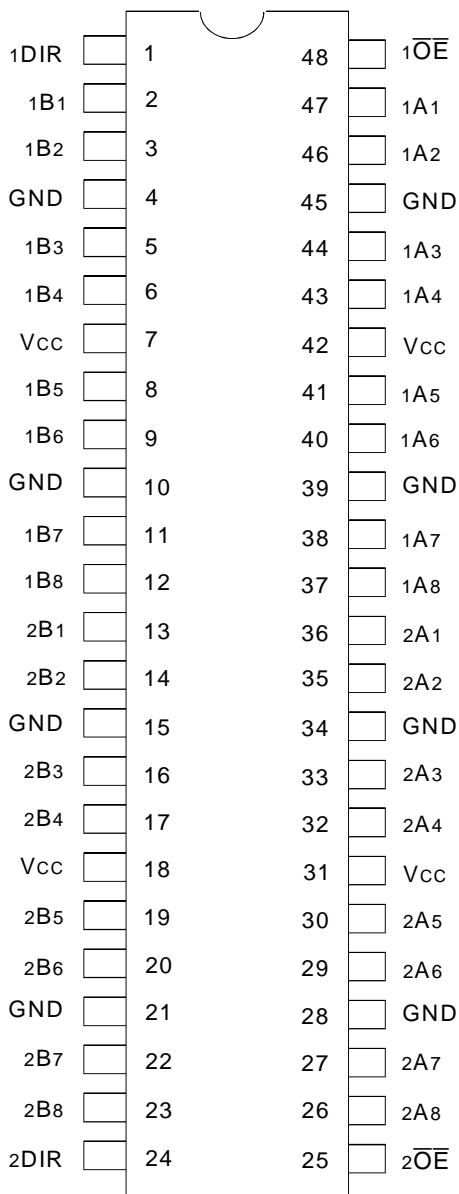 1DIR 1 48 1O̅E̅
1B1 2 47 1A1
1B2 3 46 1A2
GND 4 45 GND
1B3 5 44 1A3
1B4 6 43 1A4
VCC 7 42 VCC
1B5 8 41 1A5
1B6 9 40 1A6
GND 10 39 GND
1B7 11 38 1A7
1B8 12 37 1A8
2B1 13 36 2A1
2B2 14 35 2A2
GND 15 34 GND
2B3 16 33 2A3
2B4 17 32 2A4
VCC 18 31 VCC
2B5 19 30 2A5
2B6 20 29 2A6
GND 21 28 GND
2B7 22 27 2A7
2B8 23 26 2A8
2DIR 24 25 2O̅E̅